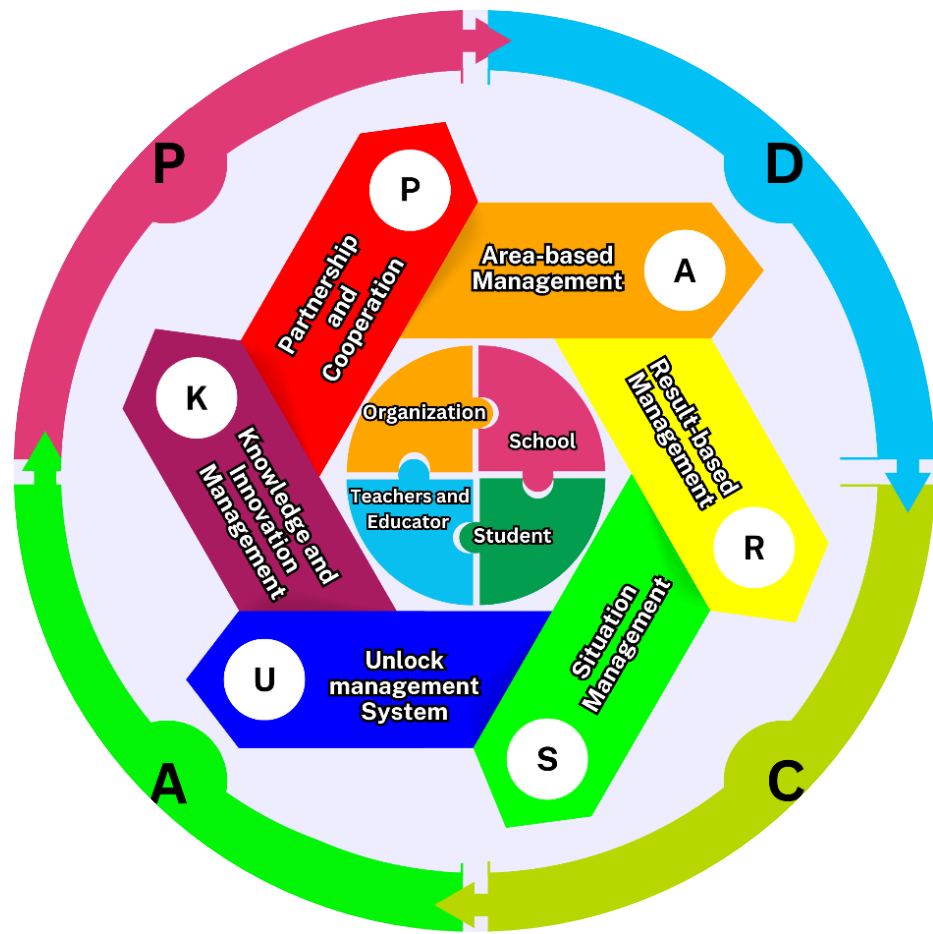 P
D
C
A
P
Partnership
and
Cooperation
Area-based
Management
A
Result-based
Management
R
Situation
Management
S
Unlock
management
System
U
Knowledge and
Innovation
Management
K
Organization
School
Teachers and
Educator
Student